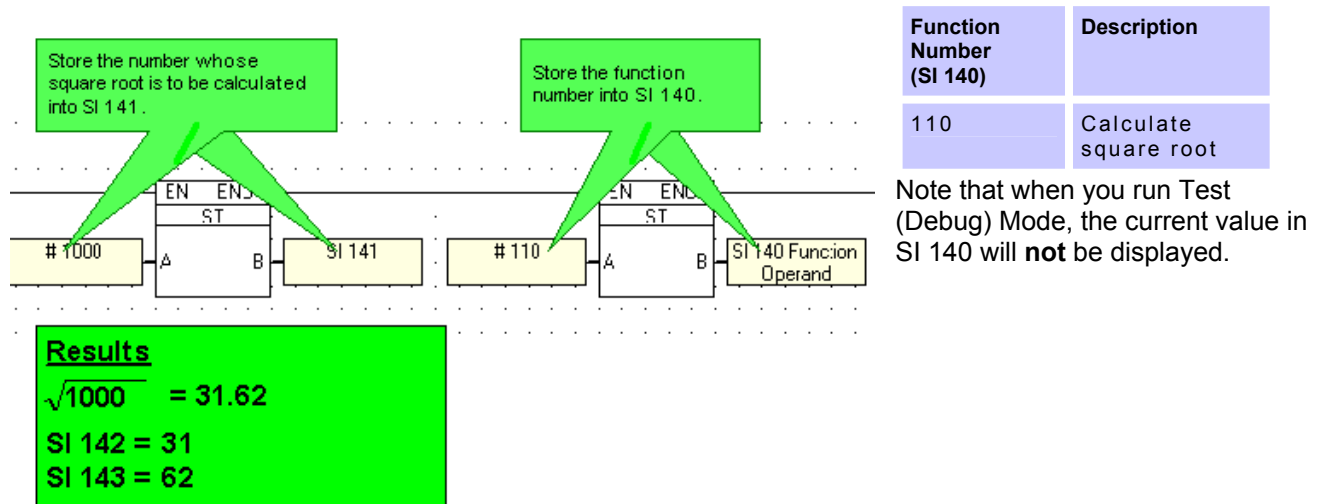 Store the number whose
square root is to be calculated
into SI 141.
Store the function
number into SI 140.
EN
ST
# 1000
A
B
SI 141
EN
ST
# 110
A
B
SI 140 Function
Operand
Results
√1000 = 31.62
SI 142 = 31
SI 143 = 62
Function
Number
(SI 140)
Description
110
Calculate
square root
Note that when you run Test
(Debug) Mode, the current value in
SI 140 will not be displayed.